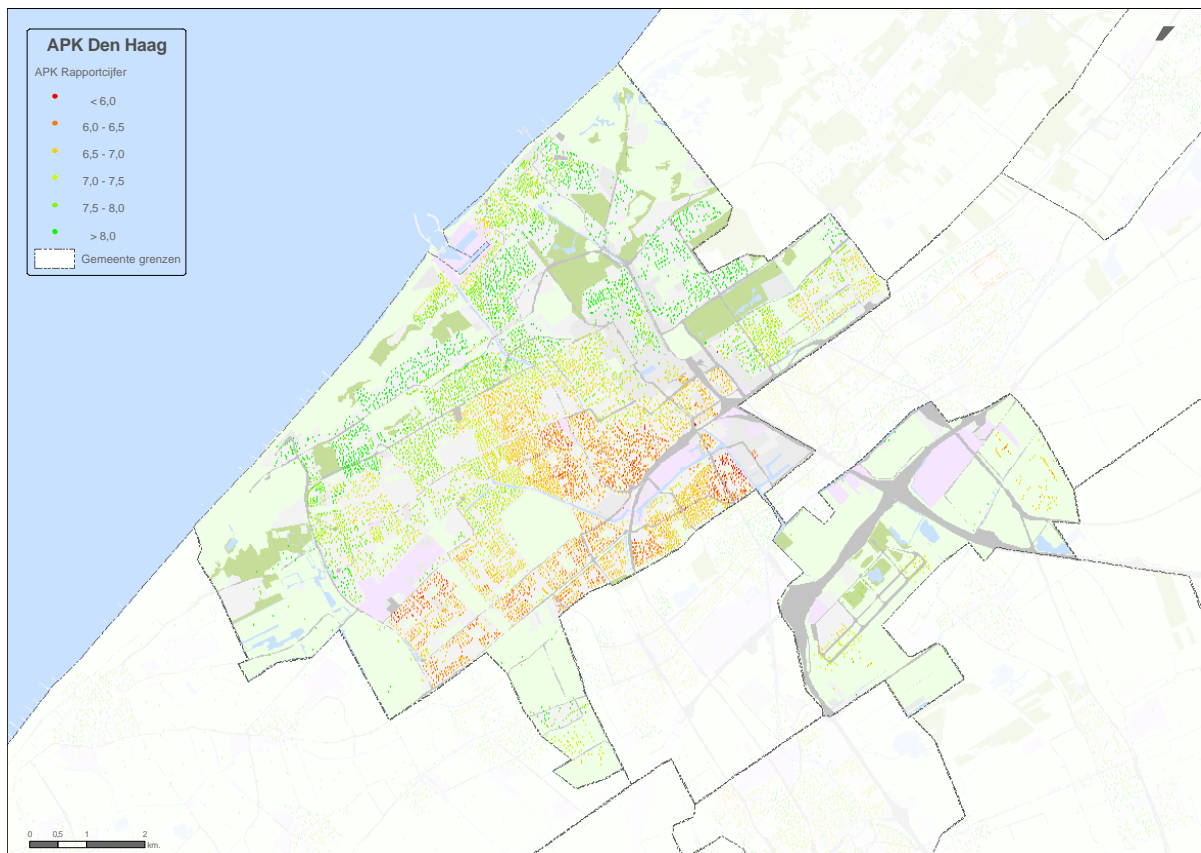 APK Den Haag
APK Rapportcijfer
< 6,0
6,0 - 6,5
6,5 - 7,0
7,0 - 7,5
7,5 - 8,0
> 8,0
Gemeente grenzen
0 0,5 1 2
km.